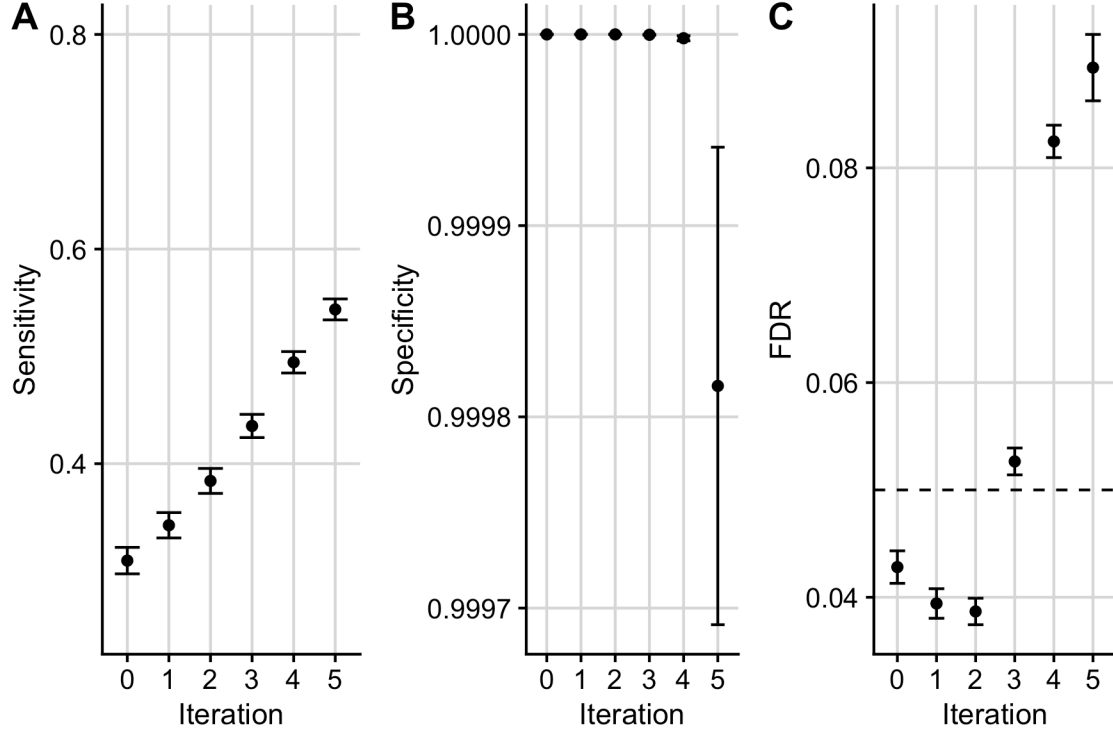 A
Sensitivity
0.8
0.6
0.4
0 1 2 3 4 5
Iteration
B
Specificity
1.0000
0.9999
0.9998
0.9997
0 1 2 3 4 5
Iteration
C
FDR
0.08
0.06
0.04
0 1 2 3 4 5
Iteration